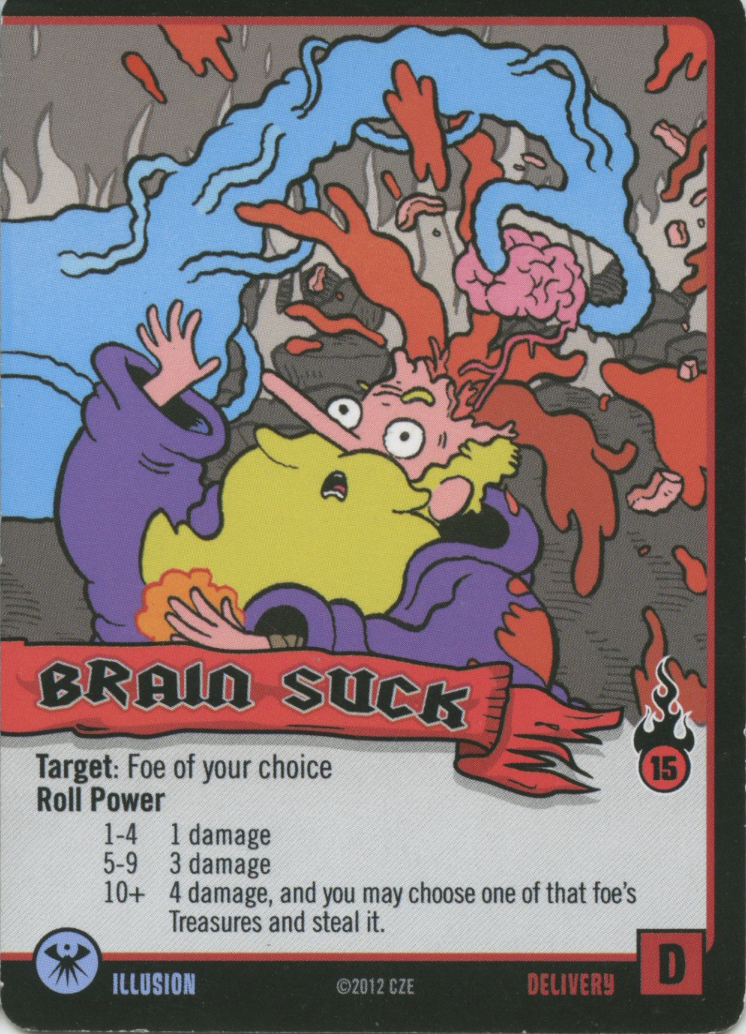 BRAIN SUCK
15
Target: Foe of your choice
Roll Power
1-4 1 damage
5-9 3 damage
10+ 4 damage, and you may choose one of that foe's
Treasures and steal it.
ILLUSION ©2012 CZE DELIVERY D